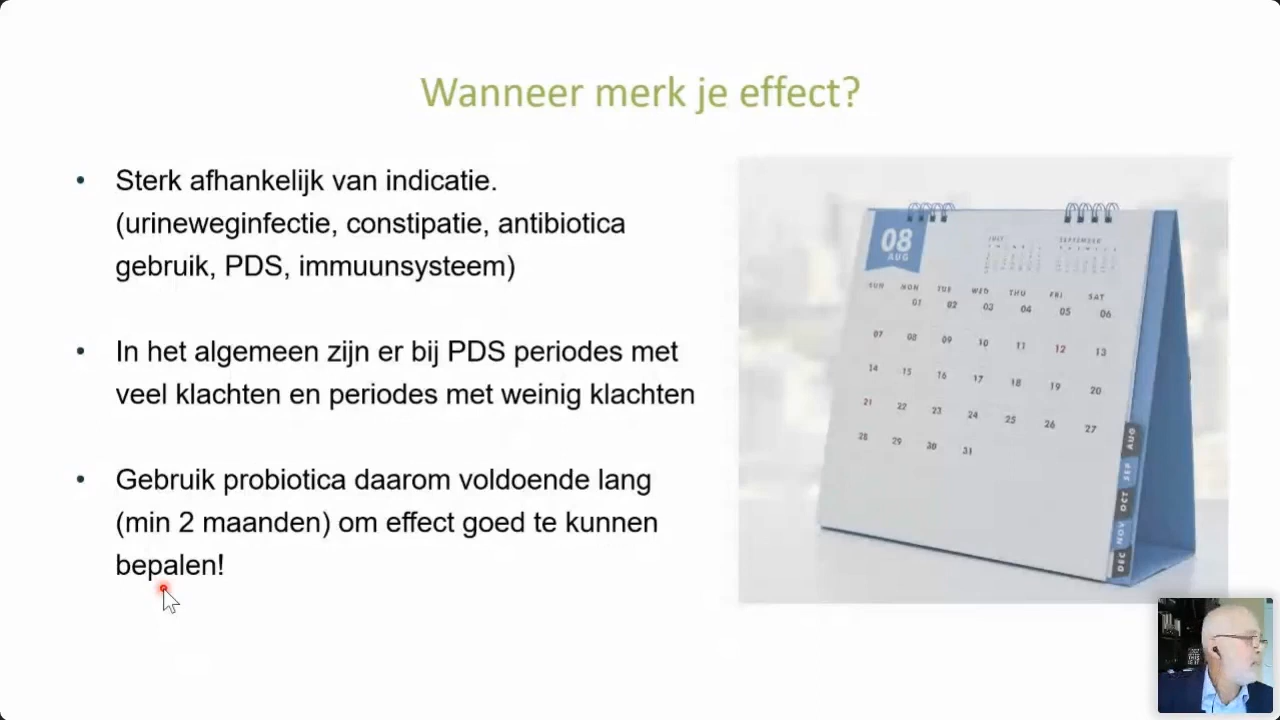 Wanneer merk je effect?
• Sterk afhankelijk van indicatie.
(urineweginfectie, constipatie, antibiotica
gebruik, PDS, immuunsysteem)
• In het algemeen zijn er bij PDS periodes met
veel klachten en periodes met weinig klachten
• Gebruik probiotica daarom voldoende lang
(min 2 maanden) om effect goed te kunnen
bepalen!
08
AUG
JULY
SEPTEMBER
SUN MON TUE WED THU FRI SAT
01 02 03 04 05 06
07 08 09 10 11 12 13
14 15 16 17 18 19 20
21 22 23 24 25 26 27
28 29 30 31
AUG
SEP
OCT
NOV
DEC